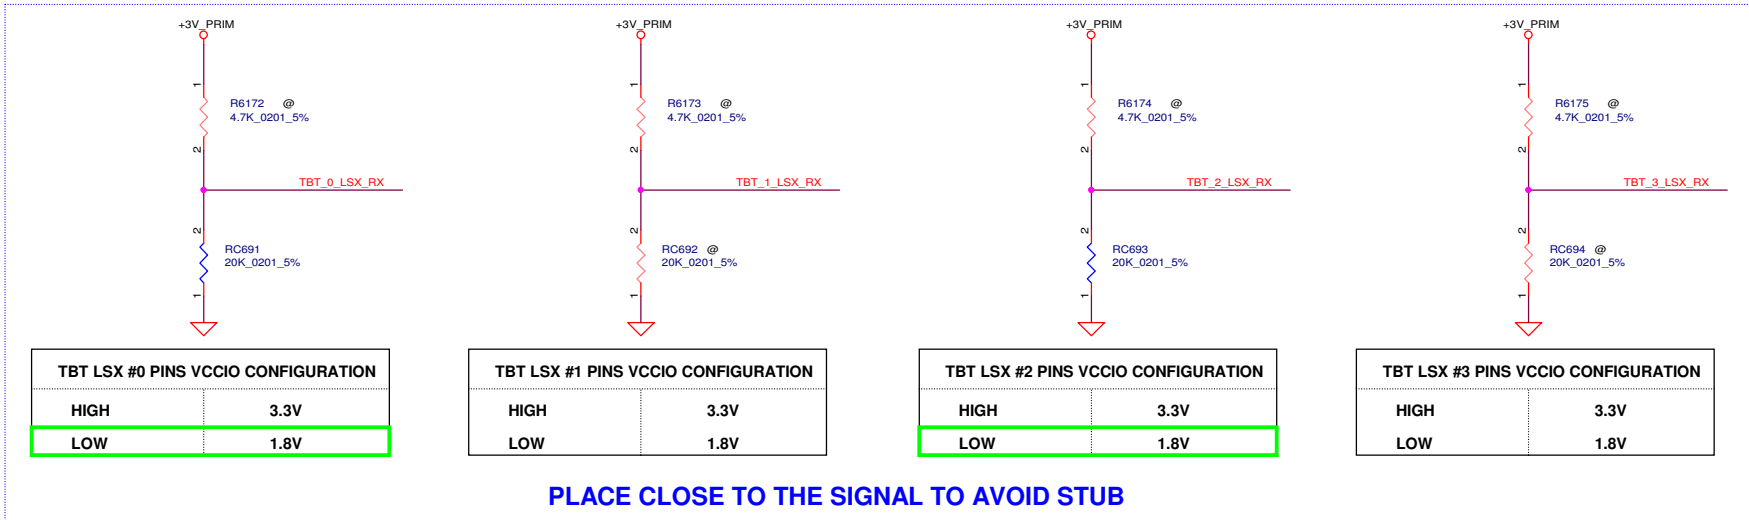 +3V_PRIM +3V_PRIM +3V_PRIM +3V_PRIM
1 1 1 1
R6172 @ R6173 @ R6174 @ R6175 @
4.7K_0201_5% 4.7K_0201_5% 4.7K_0201_5% 4.7K_0201_5%
2 2 2 2
TBT_0_LSX_RX TBT_1_LSX_RX TBT_2_LSX_RX TBT_3_LSX_RX
2 2 2 2
RC691 RC692 @ RC693 RC694 @
20K_0201_5% 20K_0201_5% 20K_0201_5% 20K_0201_5%
1 1 1 1
TBT LSX #0 PINS VCCIO CONFIGURATION TBT LSX #1 PINS VCCIO CONFIGURATION TBT LSX #2 PINS VCCIO CONFIGURATION TBT LSX #3 PINS VCCIO CONFIGURATION
HIGH 3.3V HIGH 3.3V HIGH 3.3V HIGH 3.3V
LOW 1.8V LOW 1.8V LOW 1.8V LOW 1.8V
PLACE CLOSE TO THE SIGNAL TO AVOID STUB